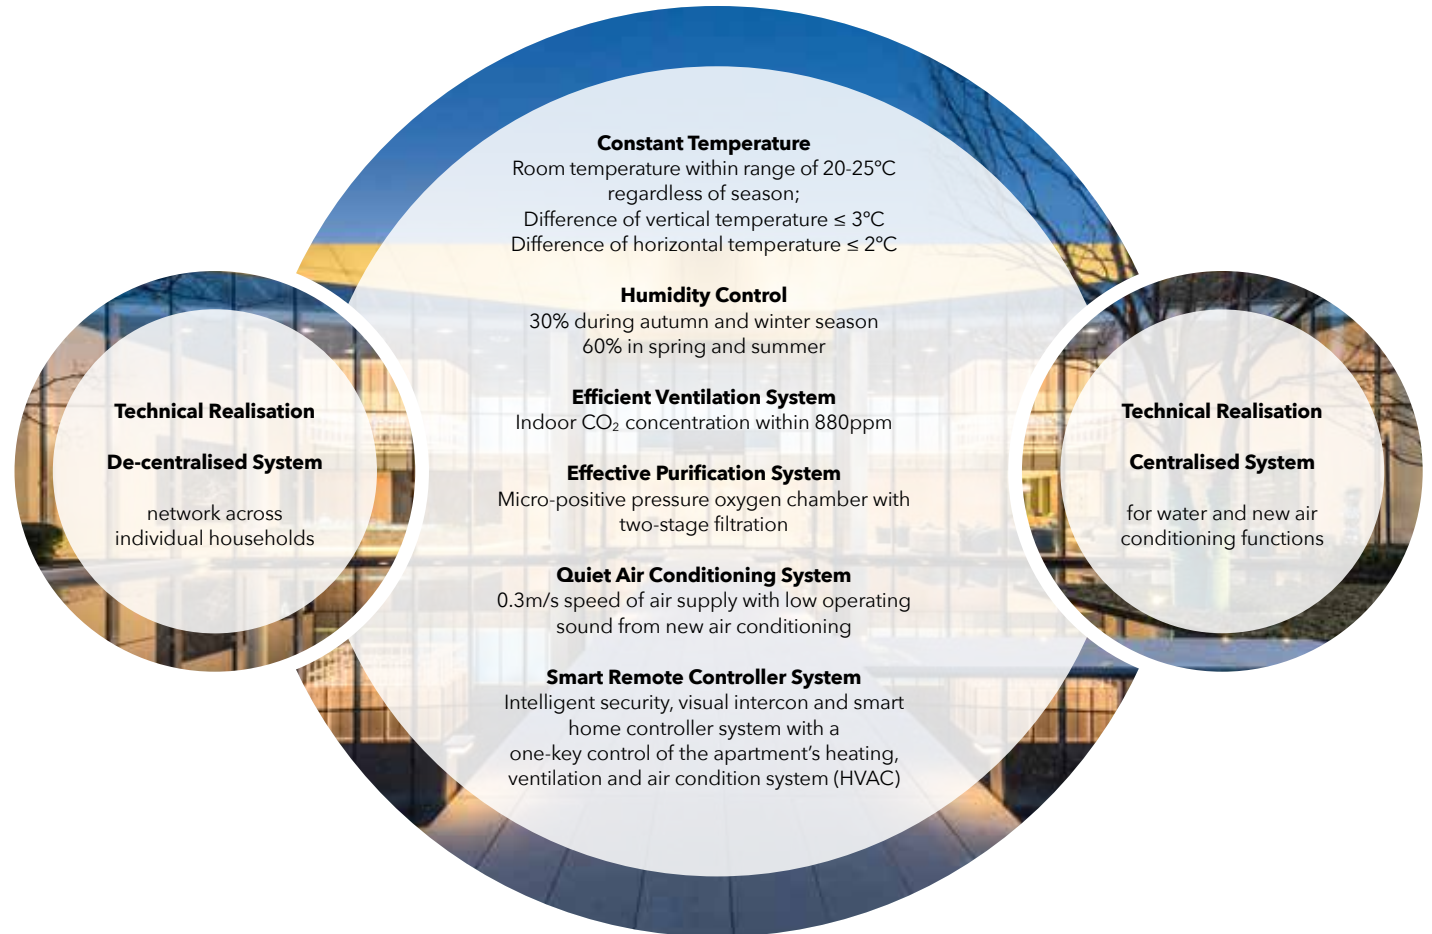 Constant Temperature
Room temperature within range of 20-25ºC
regardless of season;
Difference of vertical temperature ≤ 3ºC
Difference of horizontal temperature ≤ 2ºC
Humidity Control
30% during autumn and winter season
60% in spring and summer
Efficient Ventilation System
Indoor CO₂ concentration within 880ppm
Effective Purification System
Micro-positive pressure oxygen chamber with
two-stage filtration
Quiet Air Conditioning System
0.3m/s speed of air supply with low operating
sound from new air conditioning
Smart Remote Controller System
Intelligent security, visual intercon and smart
home controller system with a
one-key control of the apartment’s heating,
ventilation and air condition system (HVAC)
Technical Realisation
De-centralised System
network across
individual households
Technical Realisation
Centralised System
for water and new air
conditioning functions